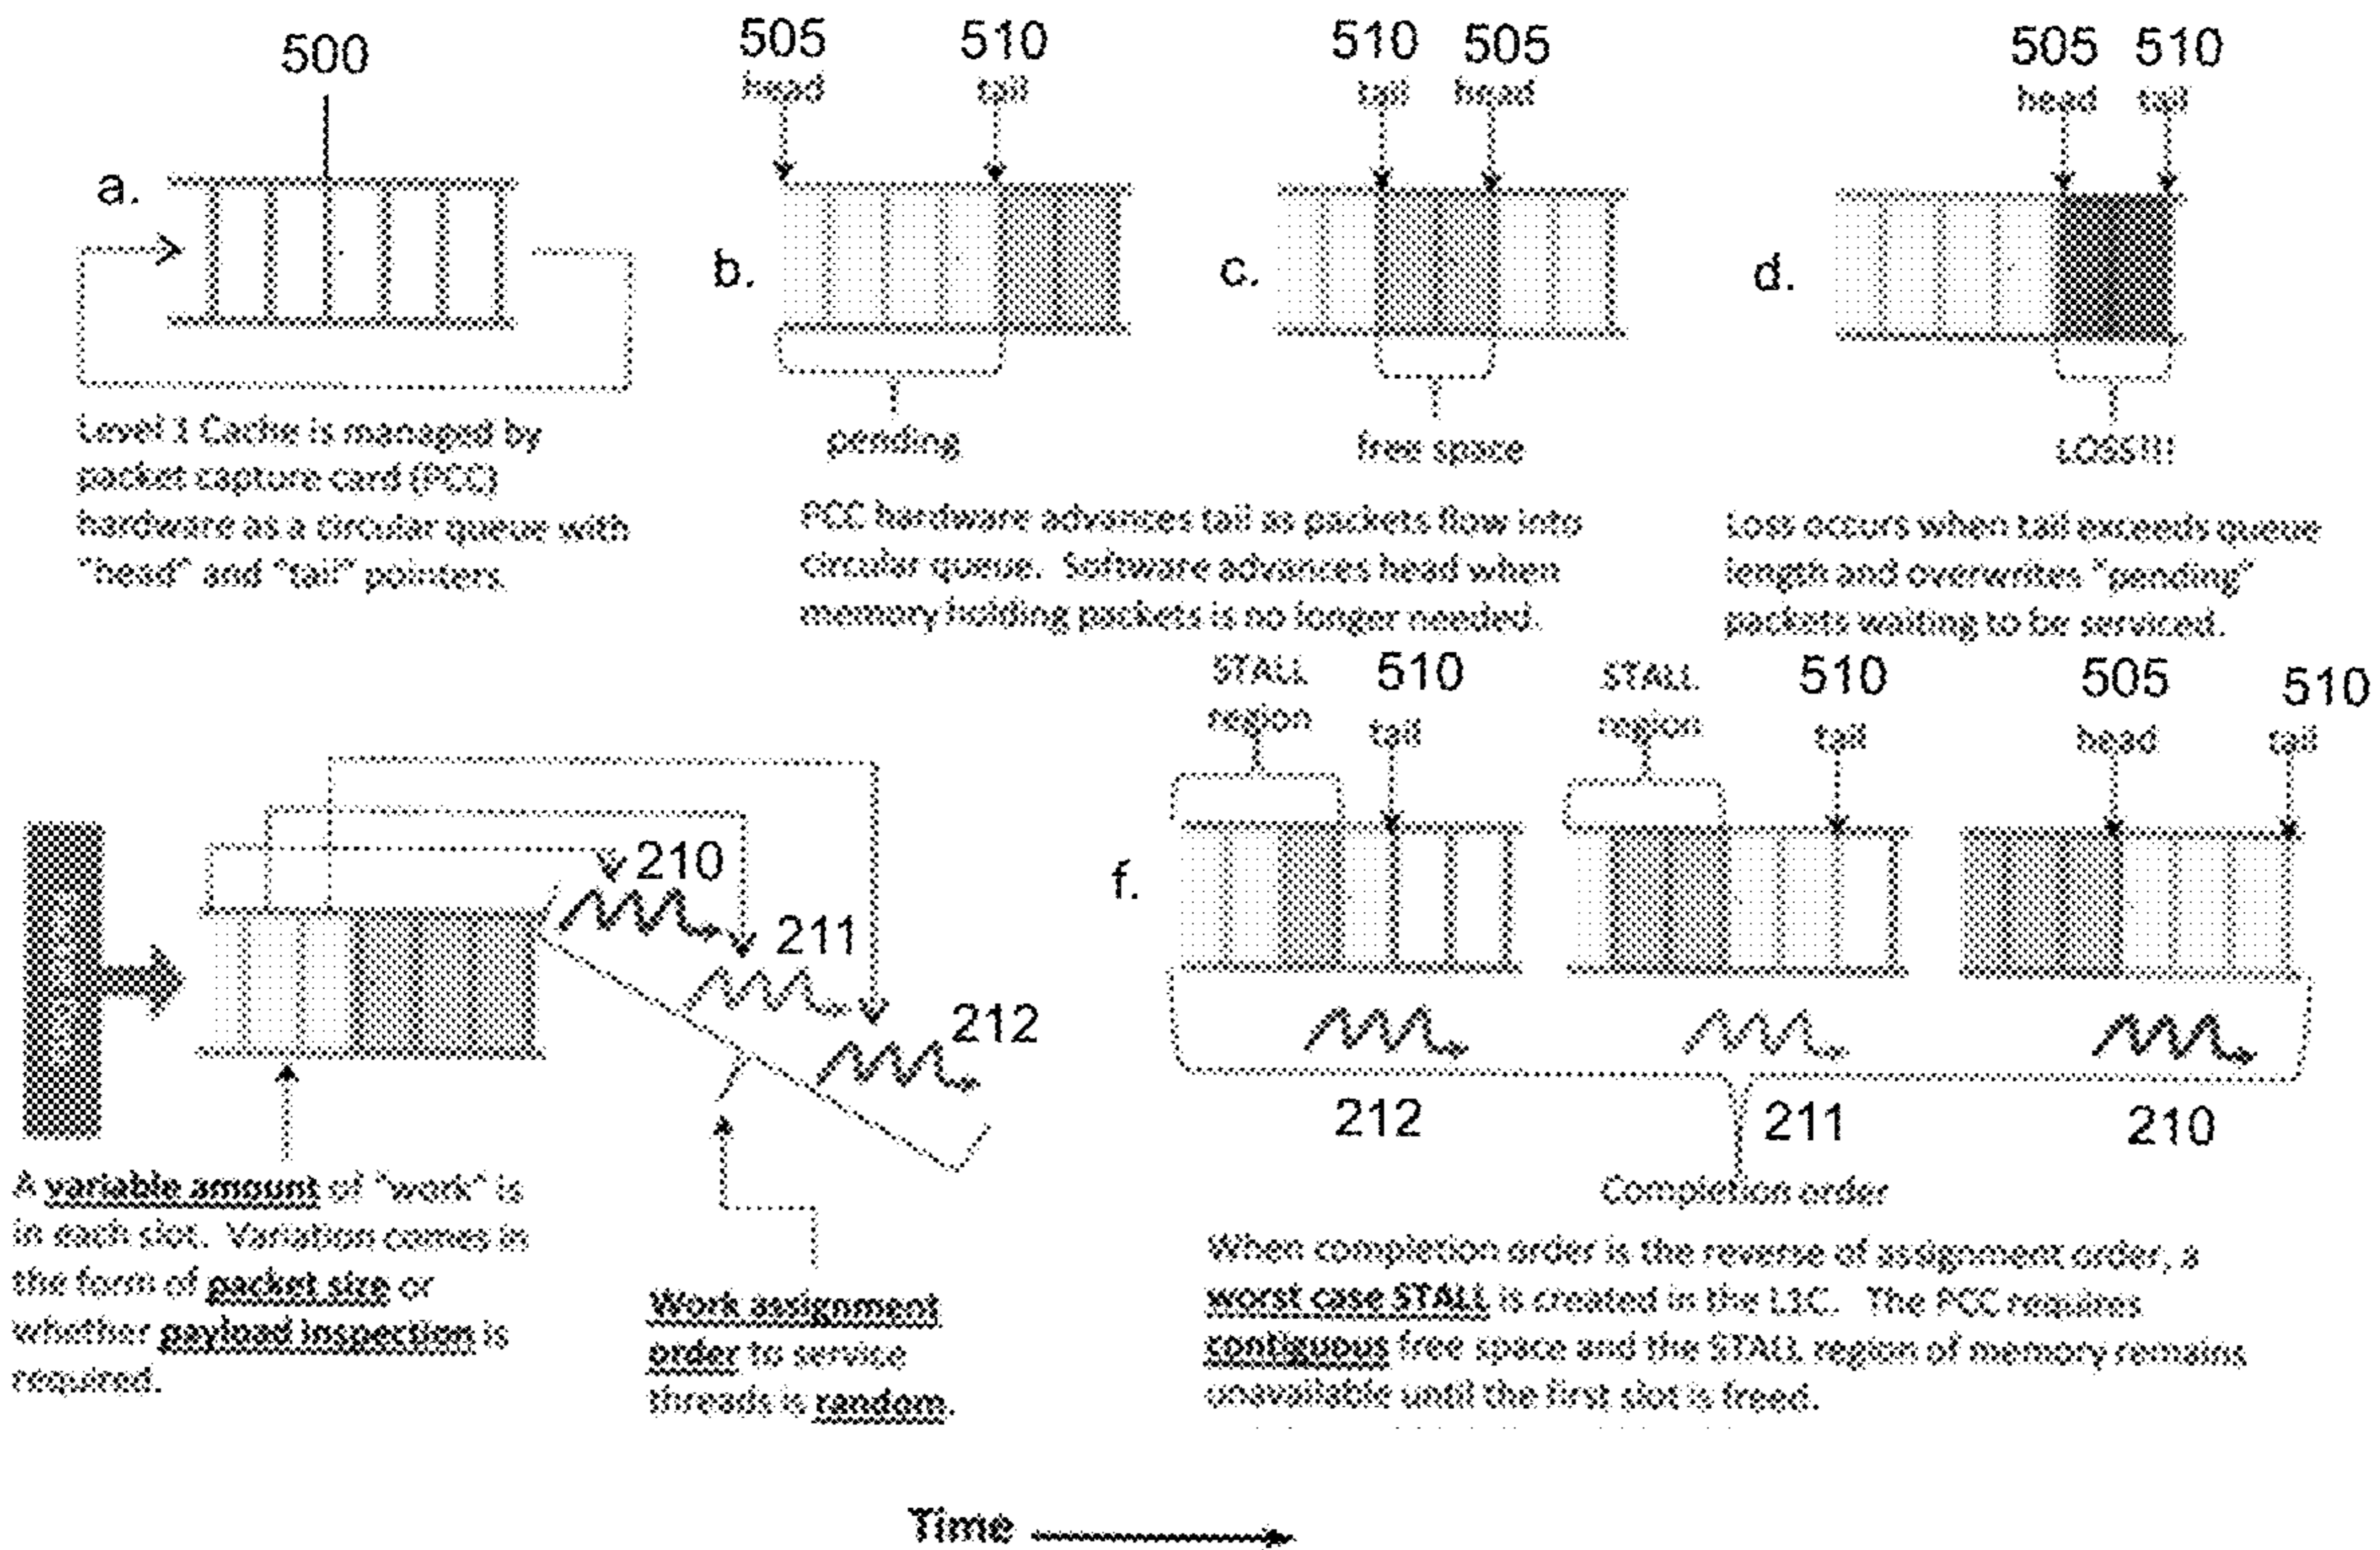 500
a.
Level 1 Cache is managed by
packet capture card (PCC)
hardware as a circular queue with
"head" and "tail" pointers.
505 510
head tail
b.
pending
510 505
tail head
c.
free space
PCC hardware advances tail as packets flow into
circular queue. Software advances head when
memory holding packets is no longer needed.
505 510
head tail
d.
LOSS!!!
Loss occurs when tail exceeds queue
length and overwrites "pending"
packets waiting to be serviced.
210
211
212
A variable amount of "work" is
in each slot. Variation comes in
the form of packet size or
whether payload inspection is
required.
Work assignment
order to service
threads is random.
STALL
region
510
tail
STALL
region
510
tail
505
head
510
tail
f.
212 211 210
Completion order
When completion order is the reverse of assignment order, a
worst case STALL is created in the L1C. The PCC requires
contiguous free space and the STALL region of memory remains
unavailable until the first slot is freed.
Time